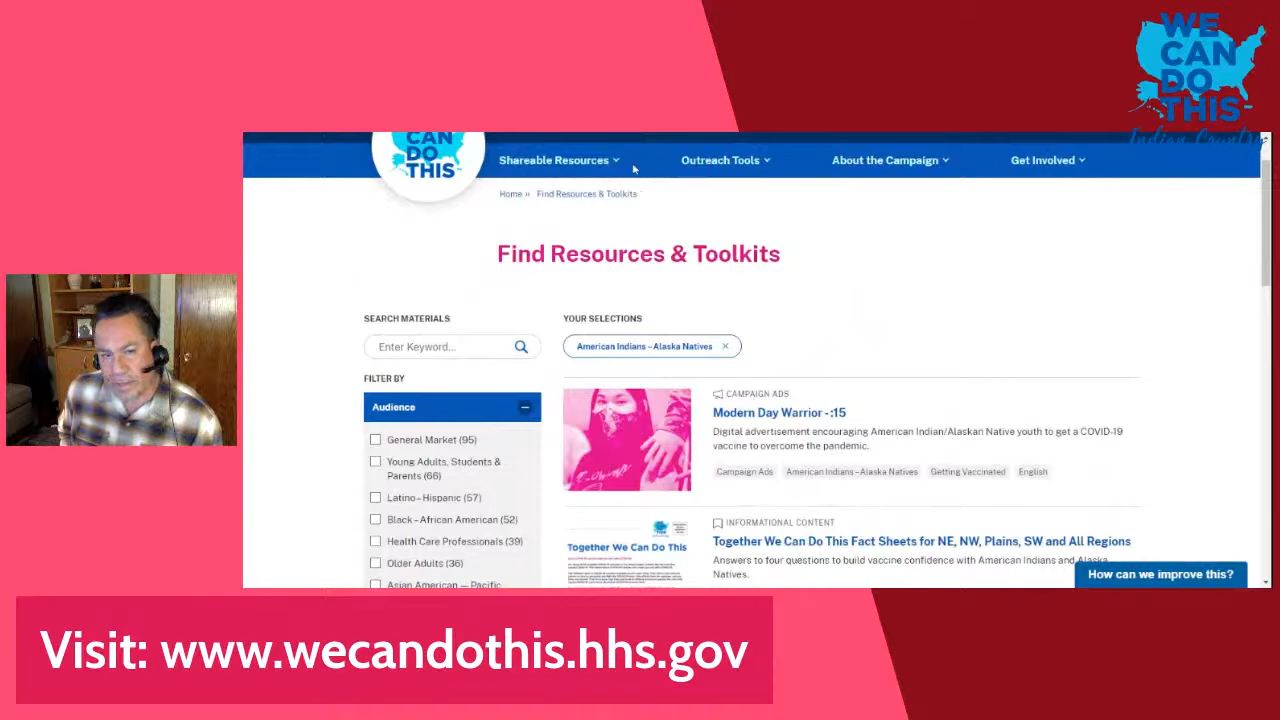 WE
CAN
DO
THIS
Indian Country
CAN
DO
THIS
Shareable Resources
Outreach Tools
About the Campaign
Get Involved
Home » Find Resources & Toolkits
Find Resources & Toolkits
SEARCH MATERIALS
Enter Keyword...
FILTER BY
Audience
General Market (95)
Young Adults, Students &
Parents (66)
Latino – Hispanic (57)
Black – African American (52)
Health Care Professionals (39)
Older Adults (36)
Asian American — Pacific
YOUR SELECTIONS
American Indians – Alaska Natives
CAMPAIGN ADS
Modern Day Warrior - :15
Digital advertisement encouraging American Indian/Alaskan Native youth to get a COVID-19
vaccine to overcome the pandemic.
Campaign Ads American Indians – Alaska Natives Getting Vaccinated English
Together We Can Do This
INFORMATIONAL CONTENT
Together We Can Do This Fact Sheets for NE, NW, Plains, SW and All Regions
Answers to four questions to build vaccine confidence with American Indians and Alaska
Natives.
How can we improve this?
Visit: www.wecandothis.hhs.gov